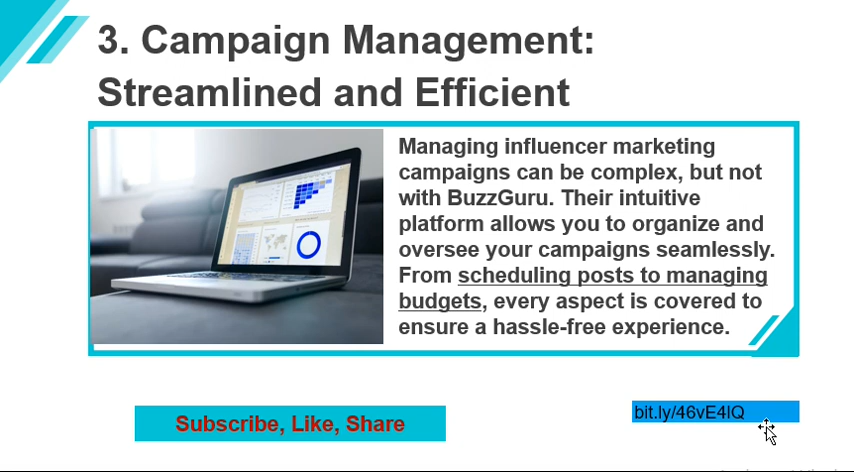 3. Campaign Management:
Streamlined and Efficient
Managing influencer marketing
campaigns can be complex, but not
with BuzzGuru. Their intuitive
platform allows you to organize and
oversee your campaigns seamlessly.
From scheduling posts to managing
budgets, every aspect is covered to
ensure a hassle-free experience.
Subscribe, Like, Share
bit.ly/46vE4lQ